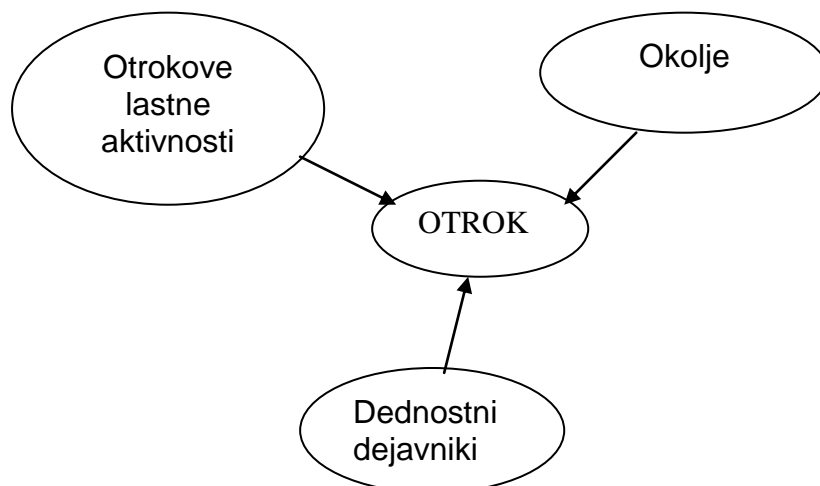 Otrokove
lastne
aktivnosti
Okolje
OTROK
Dednostni
dejavniki